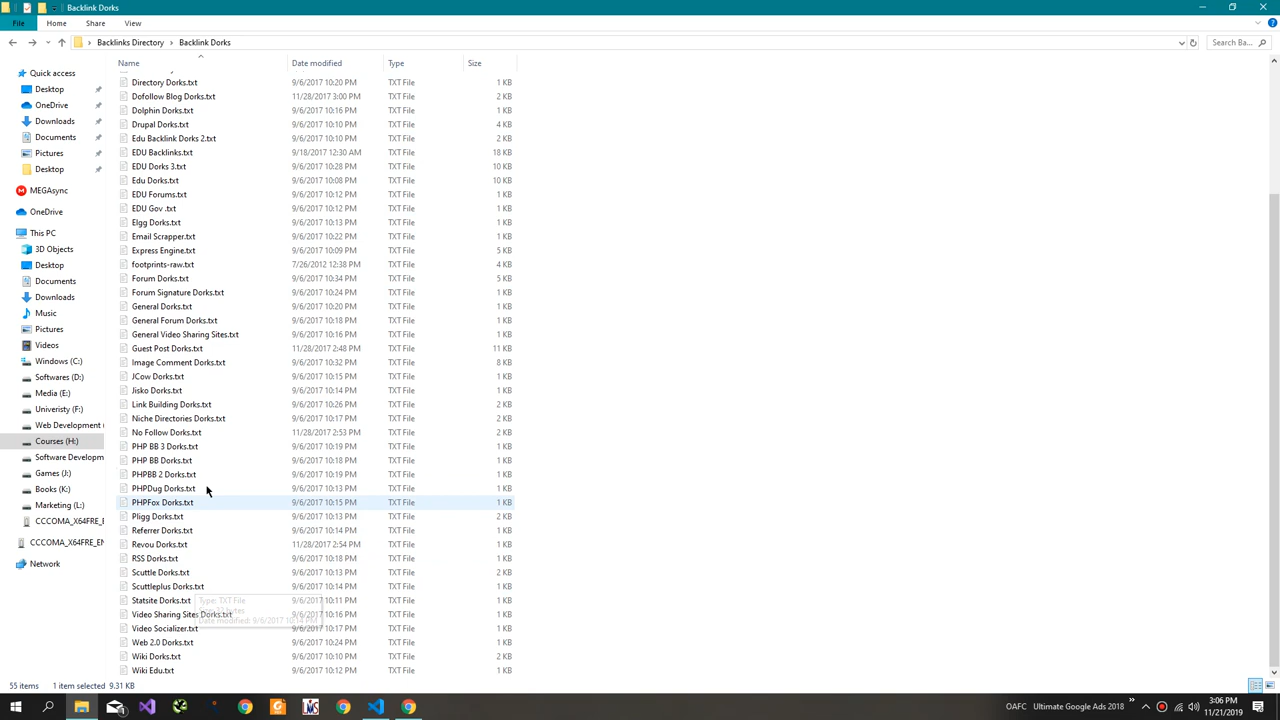 Backlink Dorks
File Home Share View
Backlinks Directory Backlink Dorks Search Ba...
Name Date modified Type Size
Quick access
Desktop
OneDrive
Downloads
Documents
Pictures
Desktop
MEGAsync
OneDrive
This PC
3D Objects
Desktop
Documents
Downloads
Music
Pictures
Videos
Windows (C:)
Softwares (D:)
Media (E:)
Univeristy (F:)
Web Development (
Courses (H:)
Software Developm
Games (J:)
Books (K:)
Marketing (L:)
CCCOMA_X64FRE_E
CCCOMA_X64FRE_EN
Network
Directory Dorks.txt 9/6/2017 10:20 PM TXT File 1 KB
Dofollow Blog Dorks.txt 11/28/2017 3:00 PM TXT File 2 KB
Dolphin Dorks.txt 9/6/2017 10:16 PM TXT File 1 KB
Drupal Dorks.txt 9/6/2017 10:10 PM TXT File 4 KB
Edu Backlink Dorks 2.txt 9/6/2017 10:10 PM TXT File 2 KB
EDU Backlinks.txt 9/18/2017 12:30 AM TXT File 18 KB
EDU Dorks 3.txt 9/6/2017 10:28 PM TXT File 10 KB
Edu Dorks.txt 9/6/2017 10:08 PM TXT File 10 KB
EDU Forums.txt 9/6/2017 10:12 PM TXT File 1 KB
EDU Gov .txt 9/6/2017 10:12 PM TXT File 1 KB
Elgg Dorks.txt 9/6/2017 10:13 PM TXT File 1 KB
Email Scrapper.txt 9/6/2017 10:22 PM TXT File 1 KB
Express Engine.txt 9/6/2017 10:09 PM TXT File 5 KB
footprints-raw.txt 7/26/2012 12:38 PM TXT File 4 KB
Forum Dorks.txt 9/6/2017 10:34 PM TXT File 5 KB
Forum Signature Dorks.txt 9/6/2017 10:24 PM TXT File 1 KB
General Dorks.txt 9/6/2017 10:20 PM TXT File 1 KB
General Forum Dorks.txt 9/6/2017 10:18 PM TXT File 1 KB
General Video Sharing Sites.txt 9/6/2017 10:16 PM TXT File 1 KB
Guest Post Dorks.txt 11/28/2017 2:48 PM TXT File 11 KB
Image Comment Dorks.txt 9/6/2017 10:32 PM TXT File 8 KB
JCow Dorks.txt 9/6/2017 10:15 PM TXT File 1 KB
Jisko Dorks.txt 9/6/2017 10:14 PM TXT File 1 KB
Link Building Dorks.txt 9/6/2017 10:26 PM TXT File 2 KB
Niche Directories Dorks.txt 9/6/2017 10:17 PM TXT File 2 KB
No Follow Dorks.txt 11/28/2017 2:53 PM TXT File 2 KB
PHP BB 3 Dorks.txt 9/6/2017 10:19 PM TXT File 1 KB
PHP BB Dorks.txt 9/6/2017 10:18 PM TXT File 1 KB
PHPBB 2 Dorks.txt 9/6/2017 10:19 PM TXT File 1 KB
PHPDug Dorks.txt 9/6/2017 10:13 PM TXT File 1 KB
PHPFox Dorks.txt 9/6/2017 10:15 PM TXT File 1 KB
Pligg Dorks.txt 9/6/2017 10:13 PM TXT File 2 KB
Referrer Dorks.txt 9/6/2017 10:14 PM TXT File 1 KB
Revou Dorks.txt 11/28/2017 2:54 PM TXT File 1 KB
RSS Dorks.txt 9/6/2017 10:18 PM TXT File 1 KB
Scuttle Dorks.txt 9/6/2017 10:13 PM TXT File 2 KB
Scuttleplus Dorks.txt 9/6/2017 10:14 PM TXT File 1 KB
Statsite Dorks.txt 9/6/2017 10:11 PM TXT File 1 KB
Type: TXT File
Video Sharing Sites Dorks.txt 9/6/2017 10:16 PM TXT File 1 KB
Date modified: 9/6/2017 10:14 PM
Video Socializer.txt 9/6/2017 10:17 PM TXT File 1 KB
Web 2.0 Dorks.txt 9/6/2017 10:24 PM TXT File 1 KB
Wiki Dorks.txt 9/6/2017 10:10 PM TXT File 2 KB
Wiki Edu.txt 9/6/2017 10:12 PM TXT File 1 KB
55 items 1 item selected 9.31 KB
OAFC Ultimate Google Ads 2018 3:06 PM
11/21/2019